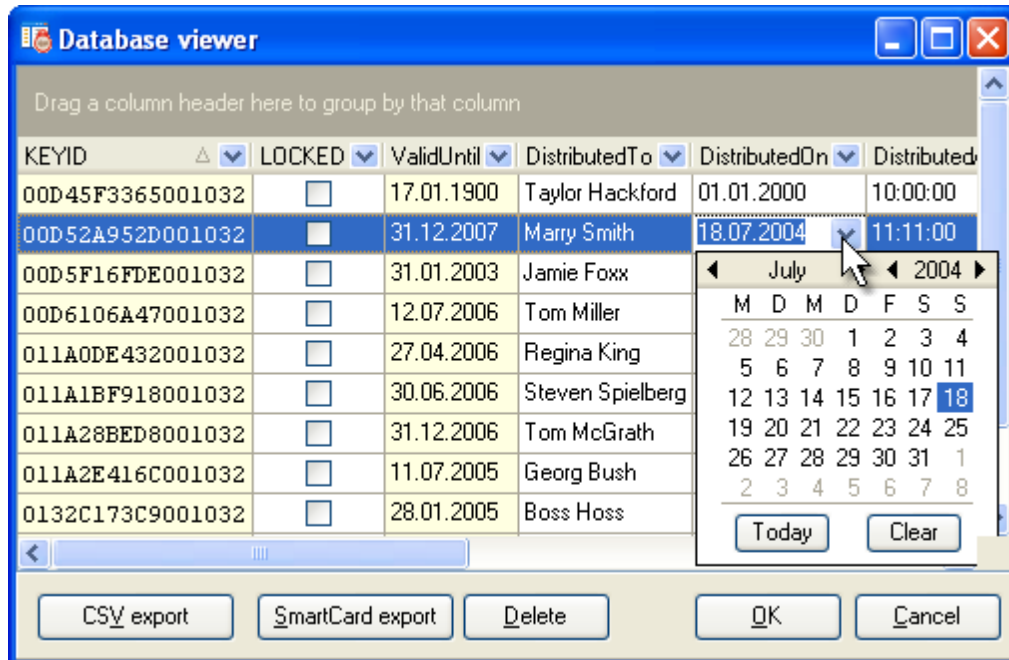 Database viewer
Drag a column header here to group by that column
KEYID LOCKED ValidUntil DistributedTo DistributedOn Distributed
00D45F3365001032 17.01.1900 Taylor Hackford 01.01.2000 10:00:00
00D52A952D001032 31.12.2007 Marry Smith 18.07.2004 11:11:00
00D5F16FDE001032 31.01.2003 Jamie Foxx
00D6106A47001032 12.07.2006 Tom Miller
011A0DE432001032 27.04.2006 Regina King
011A1BF918001032 30.06.2006 Steven Spielberg
011A28BED8001032 31.12.2006 Tom McGrath
011A2E416C001032 11.07.2005 Georg Bush
0132C173C9001032 28.01.2005 Boss Hoss
July 2004
M D M D F S S
28 29 30 1 2 3 4
5 6 7 8 9 10 11
12 13 14 15 16 17 18
19 20 21 22 23 24 25
26 27 28 29 30 31 1
2 3 4 5 6 7 8
Today Clear
CSV export SmartCard export Delete OK Cancel